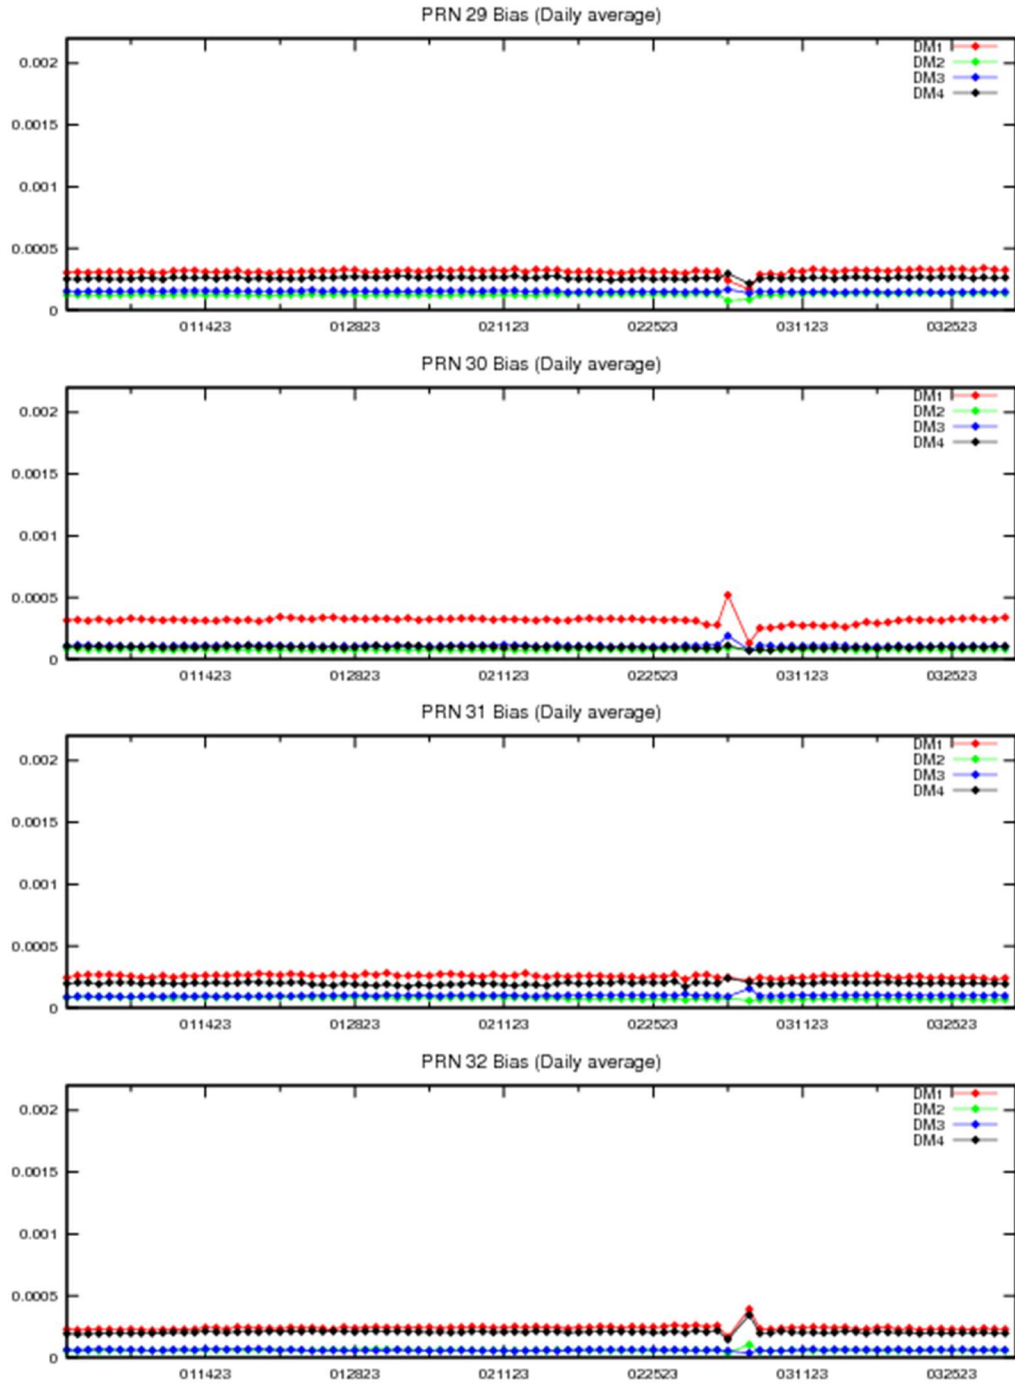 PRN 29 Bias (Daily average)
DM1
0.002
DM2
DM3
DM4
0.0015
0.001
0.0005
0
011423 012823 021123 022523 031123 032523
PRN 30 Bias (Daily average)
DM1
0.002
DM2
DM3
DM4
0.0015
0.001
0.0005
0
011423 012823 021123 022523 031123 032523
PRN 31 Bias (Daily average)
DM1
0.002
DM2
DM3
DM4
0.0015
0.001
0.0005
0
011423 012823 021123 022523 031123 032523
PRN 32 Bias (Daily average)
DM1
0.002
DM2
DM3
DM4
0.0015
0.001
0.0005
0
011423 012823 021123 022523 031123 032523